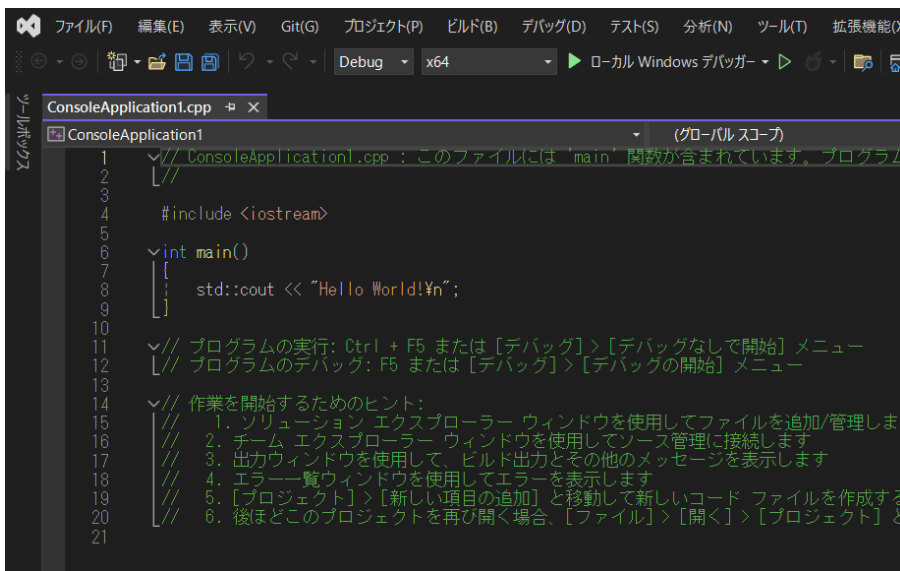 ファイル(F) 編集(E) 表示(V) Git(G) プロジェクト(P) ビルド(B) デバッグ(D) テスト(S) 分析(N) ツール(T) 拡張機能(X
Debug x64 ローカル Windows デバッガー
ツールボックス
ConsoleApplication1.cpp
ConsoleApplication1 (グローバル スコープ)
1 // ConsoleApplication1.cpp : このファイルには 'main' 関数が含まれています。プログラム
2 //
3
4 #include <iostream>
5
6 int main()
7 {
8 std::cout << "Hello World!¥n";
9 }
10
11 // プログラムの実行: Ctrl + F5 または [デバッグ] > [デバッグなしで開始] メニュー
12 // プログラムのデバッグ: F5 または [デバッグ] > [デバッグの開始] メニュー
13
14 // 作業を開始するためのヒント:
15 // 1. ソリューション エクスプローラー ウィンドウを使用してファイルを追加/管理しま
16 // 2. チーム エクスプローラー ウィンドウを使用してソース管理に接続します
17 // 3. 出力ウィンドウを使用して、ビルド出力とその他のメッセージを表示します
18 // 4. エラー一覧ウィンドウを使用してエラーを表示します
19 // 5. [プロジェクト] > [新しい項目の追加] と移動して新しいコード ファイルを作成する
20 // 6. 後ほどこのプロジェクトを再び開く場合、[ファイル] > [開く] > [プロジェクト] と
21